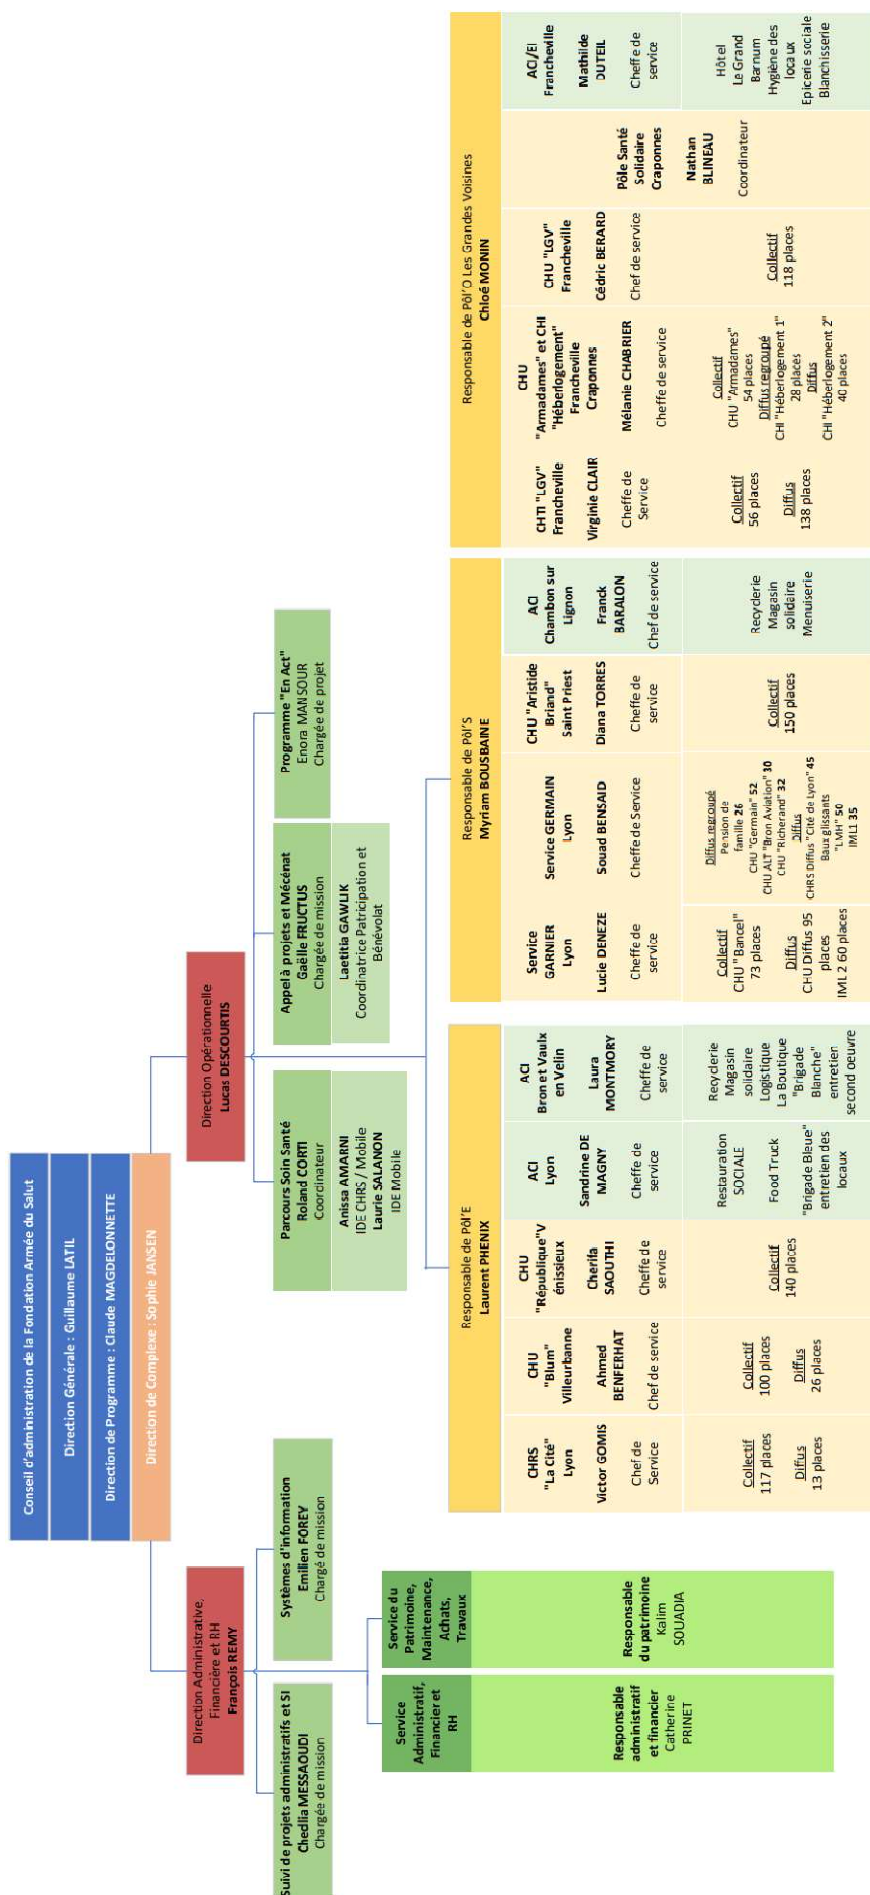 Conseil d'administration de la Fondation Armée du Salut
Direction Générale : Guillaume LATIL
Direction de Programme : Claude MAGDELONNETTE
Direction de Complexe : Sophie JANSEN
Direction Administrative,
Financière et RH
François REMY
Direction Opérationnelle
Lucas DESCOURTIS
Suivi de projets administratifs et SI
Chedlia MESSAOUDI
Chargée de mission
Systèmes d'information
Emilien FOREY
Chargé de mission
Parcours Soin Santé
Roland CORTI
Coordinateur
Anissa AMARNI
IDE CHRS / Mobile
Laurie SALANON
IDE Mobile
Appel à projets et Mécénat
Gaëlle FRUCTUS
Chargée de mission
Laetitia GAWLIK
Coordinatrice Patricipation et
Bénévolat
Programme "En Act"
Enora MANSOUR
Chargée de projet
Service
Administratif,
Financier et
RH
Responsable
administratif
et financier
Catherine
PRINET
Service du
Patrimoine,
Maintenance,
Achats,
Travaux
Responsable
du patrimoine
Kalim
SOUADIA
Responsable de Pôl'E
Laurent PHENIX
CHRS
"La Cité"
Lyon
Victor GOMIS
Chef de
Service
Collectif
117 places
Diffus
13 places
CHU
"Blum"
Villeurbanne
Ahmed
BENFERHAT
Chef de service
Collectif
100 places
Diffus
26 places
CHU
"République"V
énissieux
Cherifa
SAOUTHI
Cheffe de
service
Collectif
140 places
ACI
Lyon
Sandrine DE
MAGNY
Cheffe de
service
Restauration
SOCIALE
Food Truck
"Brigade Bleue"
entretien des
locaux
ACI
Bron et Vaulx
en Velin
Laura
MONTMORY
Cheffe de
service
Recyclerie
Magasin
solidaire
Logistique
La Boutique
"Brigade
Blanche"
entretien
second oeuvre
Responsable de Pôl'S
Myriam BOUSBAINE
Service
GARNIER
Lyon
Lucie DENEZE
Cheffe de
service
Collectif
CHU "Bancel"
73 places
Diffus
CHU Diffus 95
places
IML 2 60 places
Service GERMAIN
Lyon
Souad BENSAID
Cheffe de Service
Diffus regroupé
Pension de
famille 26
CHU "Germain" 52
CHU ALT "Bron Aviation" 30
CHU "Richerand" 32
Diffus
CHRS Diffus "Cité de Lyon" 45
Baux glissants
"LMH" 50
IML1 35
CHU "Aristide
Briand"
Saint Priest
Diana TORRES
Cheffe de
service
Collectif
150 places
ACI
Chambon sur
Lignon
Franck
BARALON
Chef de service
Recyclerie
Magasin
solidaire
Menuiserie
Responsable de Pôl'O Les Grandes Voisines
Chloé MONIN
CHTI "LGV"
Francheville
Virginie CLAIR
Cheffe de
Service
Collectif
56 places
Diffus
138 places
CHU
"Armadames" et CHI
"Héberlogement"
Francheville
Craponnes
Mélanie CHABRIER
Cheffe de service
Collectif
CHU "Armadames"
54 places
Diffus regroupé
CHI "Héberlogement 1"
28 places
Diffus
CHI "Héberlogement 2"
40 places
CHU "LGV"
Francheville
Cédric BERARD
Chef de service
Collectif
118 places
Pôle Santé
Solidaire
Craponnes
Nathan
BLINEAU
Coordinateur
ACI/EI
Francheville
Mathilde
DUTEIL
Cheffe de
service
Hôtel
Le Grand
Barnum
Hygiène des
locaux
Epicerie sociale
Blanchisserie